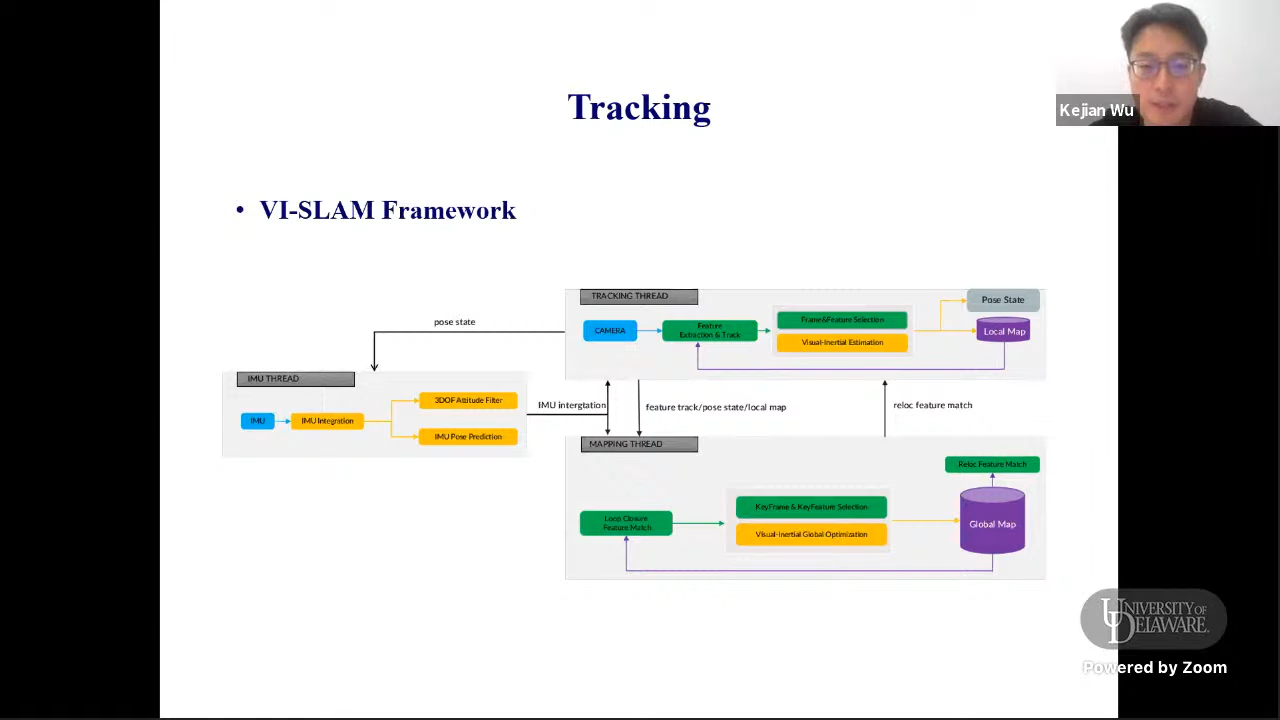 Tracking
Kejian Wu
• VI-SLAM Framework
TRACKING THREAD
Pose State
CAMERA
Feature
Extraction & Track
Frame&Feature Selection
Visual-Inertial Estimation
Local Map
pose state
IMU THREAD
IMU
IMU Integration
3DOF Attitude Filter
IMU Pose Prediction
IMU intergtation
feature track/pose state/local map
reloc feature match
MAPPING THREAD
Reloc Feature Match
Loop Closure
Feature Match
KeyFrame & KeyFeature Selection
Visual-Inertial Global Optimization
Global Map
UNIVERSITY OF
DELAWARE.
Powered by Zoom